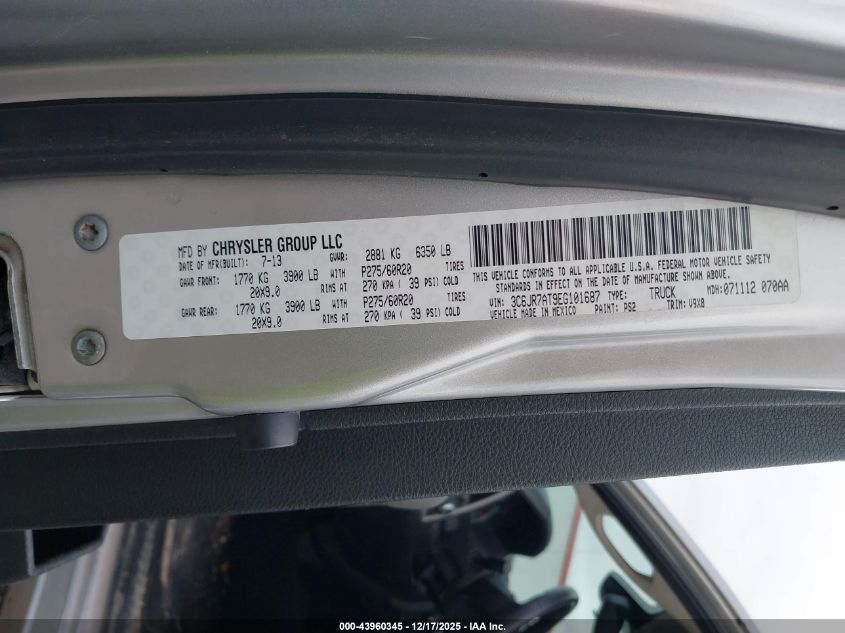 MFD BY CHRYSLER GROUP LLC
DATE OF MFR(BUILT): 7-13 GVWR: 2881 KG 6350 LB
GAWR FRONT: 1770 KG 3900 LB WITH P275/60R20 TIRES
20X9.0 RIMS AT 270 KPA ( 39 PSI) COLD
GAWR REAR: 1770 KG 3900 LB WITH P275/60R20 TIRES
20X9.0 RIMS AT 270 KPA ( 39 PSI) COLD
THIS VEHICLE CONFORMS TO ALL APPLICABLE U.S.A. FEDERAL MOTOR VEHICLE SAFETY
STANDARDS IN EFFECT ON THE DATE OF MANUFACTURE SHOWN ABOVE.
VIN: 3C6JR7AT9EG101687 TYPE: TRUCK MDH: 071112 070AA
VEHICLE MADE IN MEXICO PAINT: PS2 TRIM: V9X8
000-43960345 - 12/17/2025 - IAA Inc.